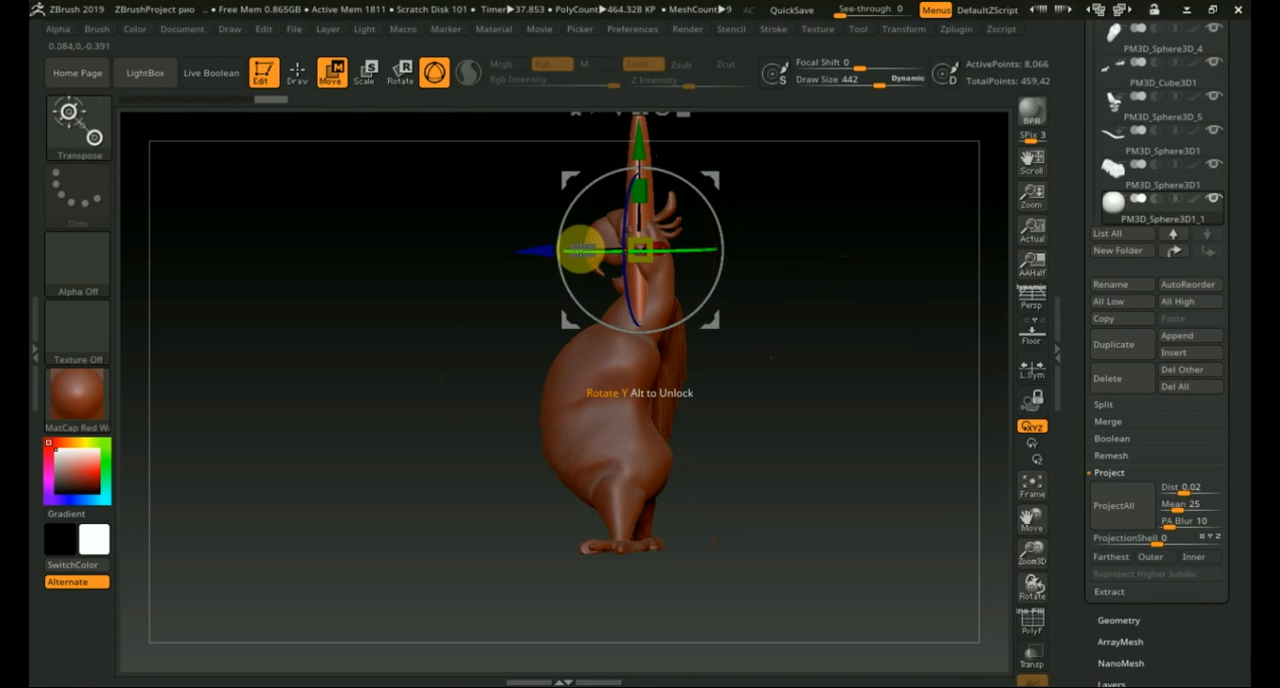 ZBrush 2019 ZBrushProject рио .. • Free Mem 0.865GB • Active Mem 1811 • Scratch Disk 101 • Timer▶37.853 • PolyCount▶464.328 KP • MeshCount▶9 AC QuickSave See-through 0 Menus DefaultZScript
Alpha Brush Color Document Draw Edit File Layer Light Macro Marker Material Movie Picker Preferences Render Stencil Stroke Texture Tool Transform Zplugin Zscript
0.084,0,-0.391
Home Page LightBox Live Boolean Edit Draw Move Scale Rotate Mrgb Rgb M Zadd Zsub Zcut
Rgb Intensity Z Intensity
S Focal Shift 0
Draw Size 442 Dynamic D
ActivePoints: 8,066
TotalPoints: 459,42
Transpose
Dots
Alpha Off
Texture Off
MatCap Red W
Gradient
SwitchColor
Alternate
Rotate Y Alt to Unlock
BPR
SPix 3
Scroll
Zoom
Actual
AAHalf
Dynamic
Persp
Floor
L.Sym
XYZ
Y
Z
Frame
Move
Zoom3D
Rotate
PolyF
Transp
PM3D_Sphere3D_4
PM3D_Cube3D1
PM3D_Sphere3D_5
PM3D_Sphere3D1
PM3D_Sphere3D1
PM3D_Sphere3D1_1
List All
New Folder
Rename AutoReorder
All Low All High
Copy Paste
Duplicate Append
Insert
Delete Del Other
Del All
Split
Merge
Boolean
Remesh
Project
ProjectAll Dist 0.02
Mean 25
PA Blur 10
ProjectionShell 0 X Y Z
Farthest Outer Inner
Reproject Higher Subdiv
Extract
Geometry
ArrayMesh
NanoMesh
Layers